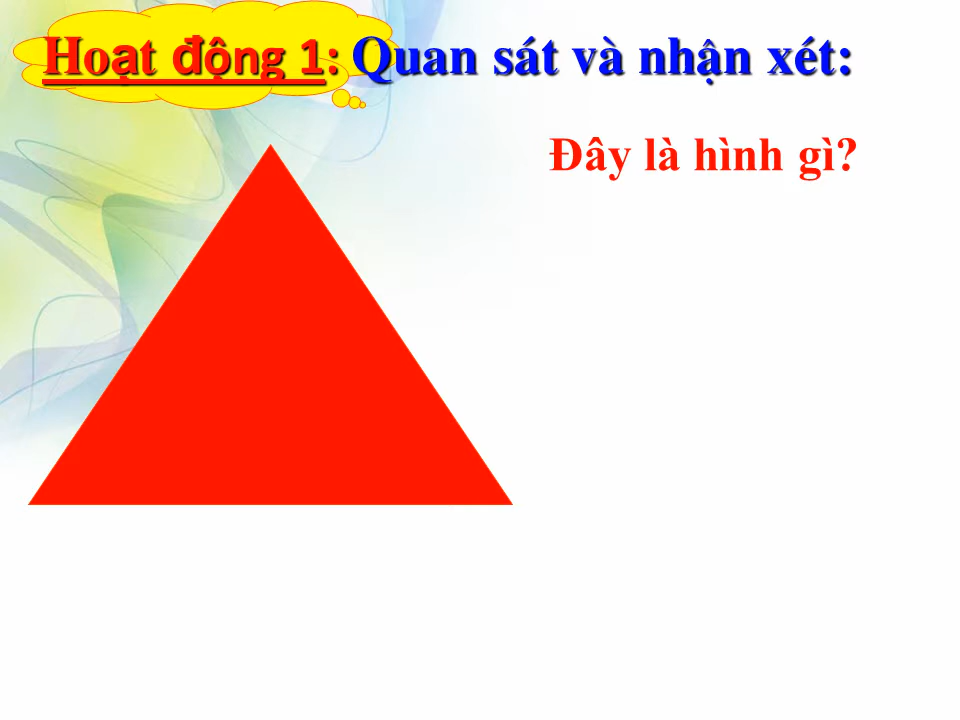 Hoạt động 1: Quan sát và nhận xét:
Đây là hình gì?